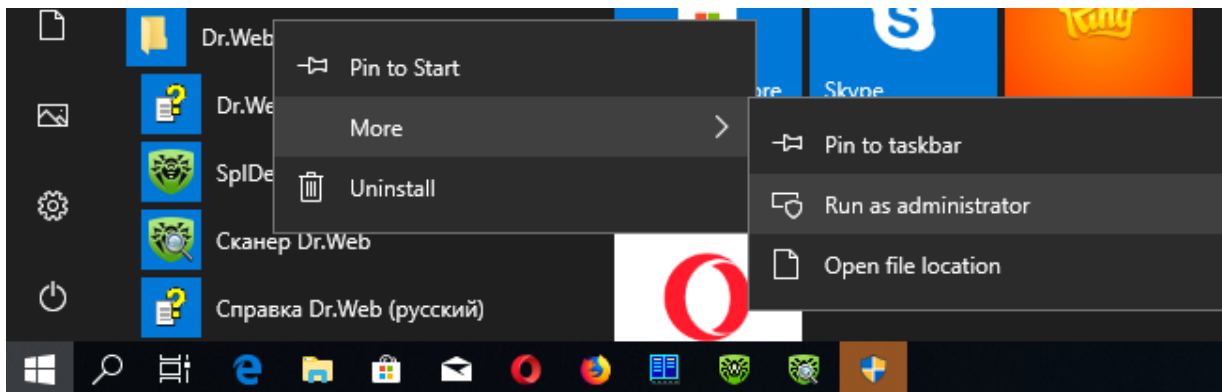 Dr.Web
Dr.We
SpIDe
Сканер Dr.Web
Справка Dr.Web (русский)
Pin to Start
More
Uninstall
Skype
Pin to taskbar
Run as administrator
Open file location